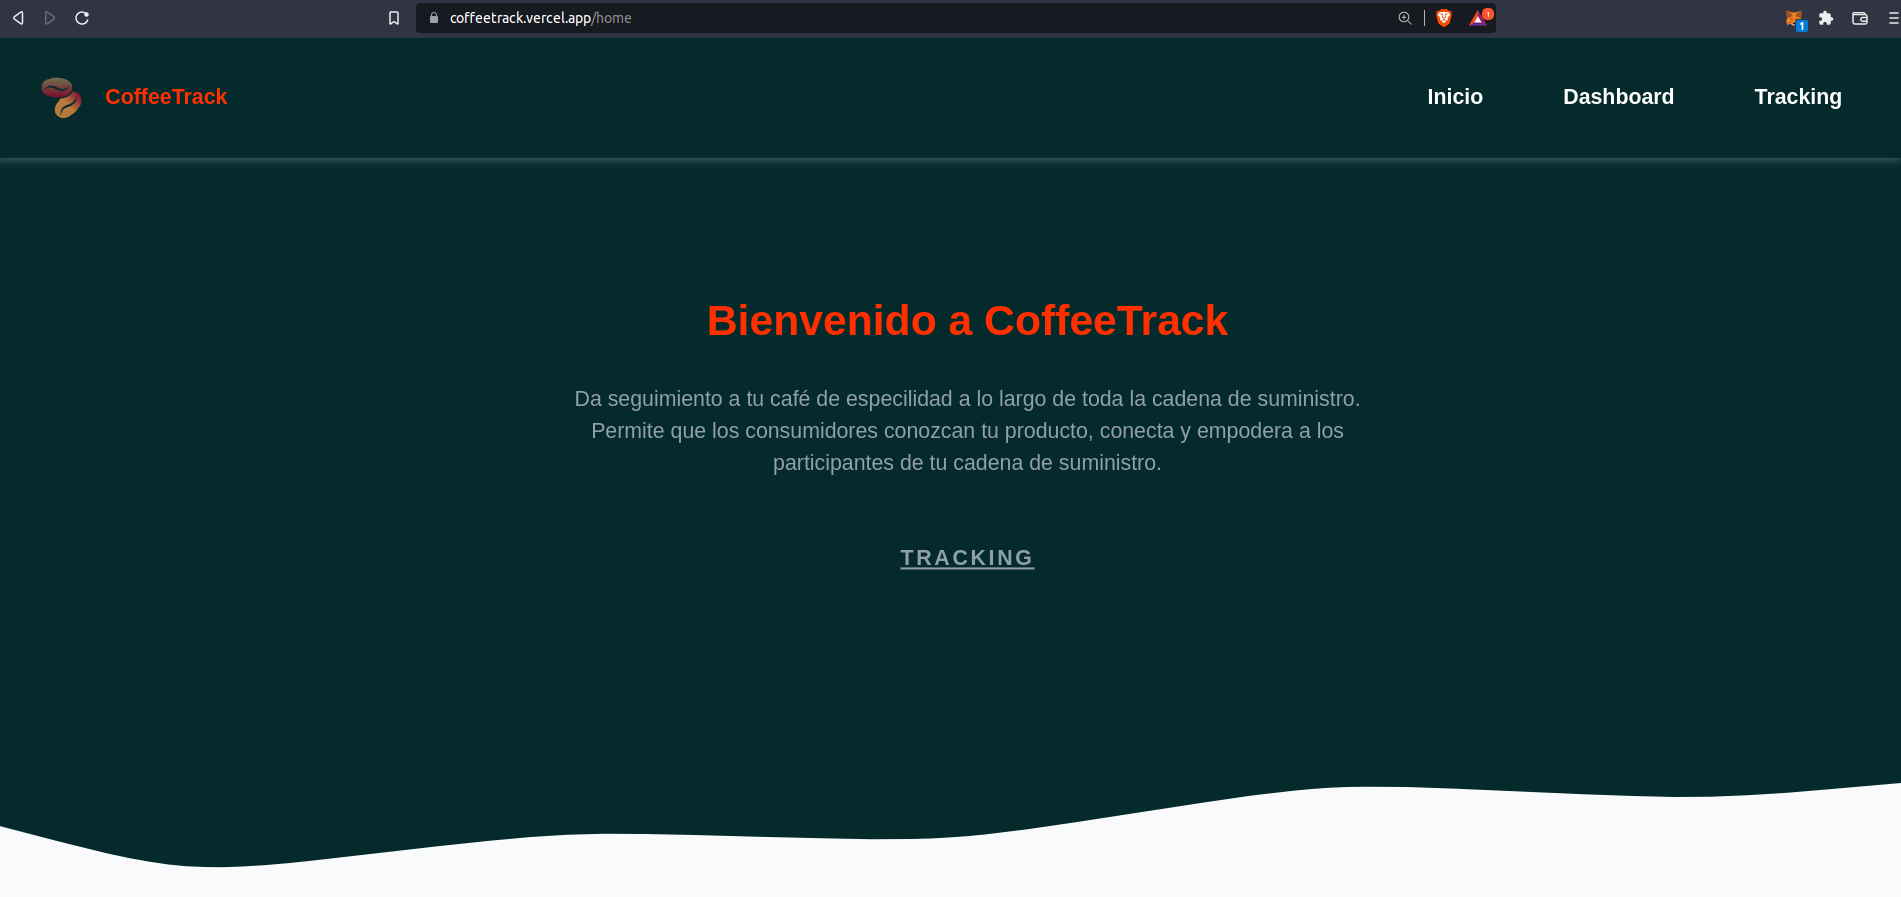 coffeetrack.vercel.app/home
1
1
CoffeeTrack
Inicio
Dashboard
Tracking
Bienvenido a CoffeeTrack
Da seguimiento a tu café de especilidad a lo largo de toda la cadena de suministro.
Permite que los consumidores conozcan tu producto, conecta y empodera a los
participantes de tu cadena de suministro.
TRACKING